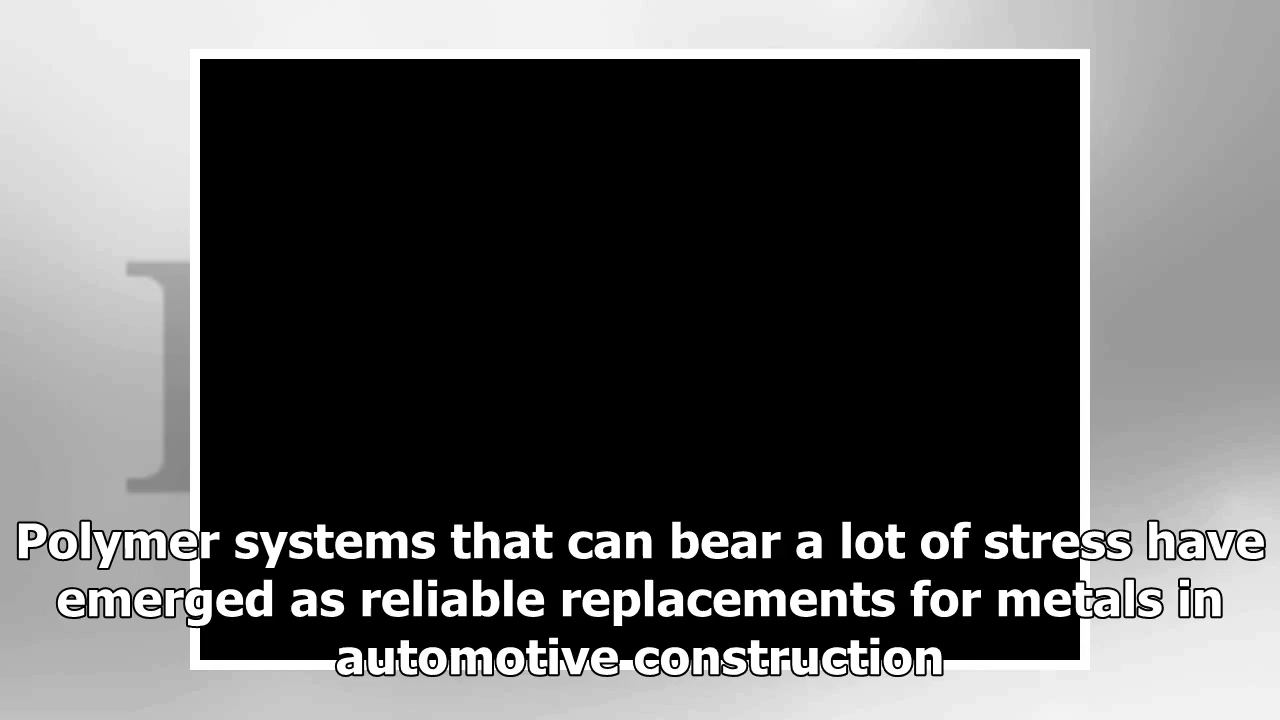 Polymer systems that can bear a lot of stress have
emerged as reliable replacements for metals in
automotive construction